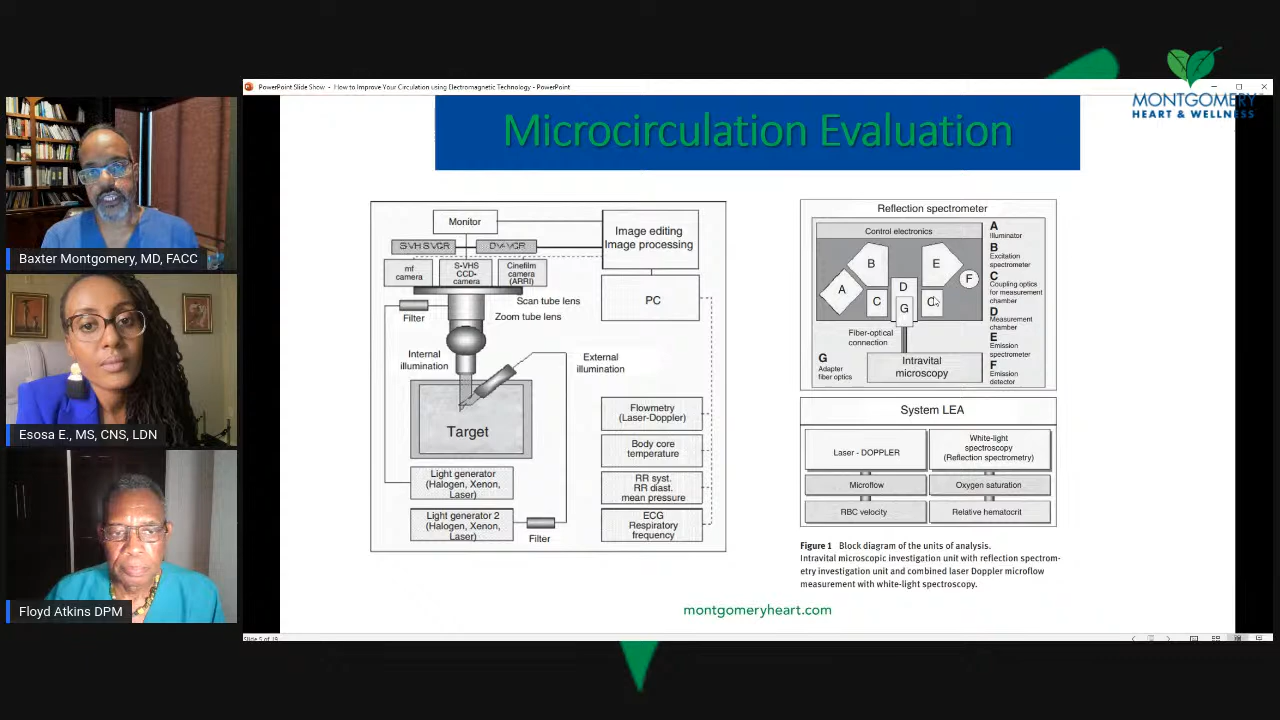 MONTGOMERY
HEART & WELLNESS
PowerPoint Slide Show - How to Improve Your Circulation using Electromagnetic Technology - PowerPoint
Microcirculation Evaluation
Baxter Montgomery, MD, FACC
Esosa E., MS, CNS, LDN
Floyd Atkins DPM
Monitor
S-VHS VCR
DV-VCR
Image editing
Image processing
mf
camera
S-VHS
CCD-
camera
Cinefilm
camera
(ARRI)
Scan tube lens
Zoom tube lens
Filter
PC
Internal
illumination
External
illumination
Target
Flowmetry
(Laser-Doppler)
Body core
temperature
RR syst.
RR diast.
mean pressure
ECG
Respiratory
frequency
Light generator
(Halogen, Xenon,
Laser)
Light generator 2
(Halogen, Xenon,
Laser)
Filter
Reflection spectrometer
Control electronics
A
B
C
D
G
C
E
F
Fiber-optical
connection
Intravital
microscopy
G
Adapter
fiber optics
A
Illuminator
B
Excitation
spectrometer
C
Coupling optics
for measurement
chamber
D
Measurement
chamber
E
Emission
spectrometer
F
Emission
detector
System LEA
Laser - DOPPLER
White-light
spectroscopy
(Reflection spectrometry)
Microflow
Oxygen saturation
RBC velocity
Relative hematocrit
Figure 1 Block diagram of the units of analysis.
Intravital microscopic investigation unit with reflection spectrom-
etry investigation unit and combined laser Doppler microflow
measurement with white-light spectroscopy.
montgomeryheart.com
Slide 5 of 19